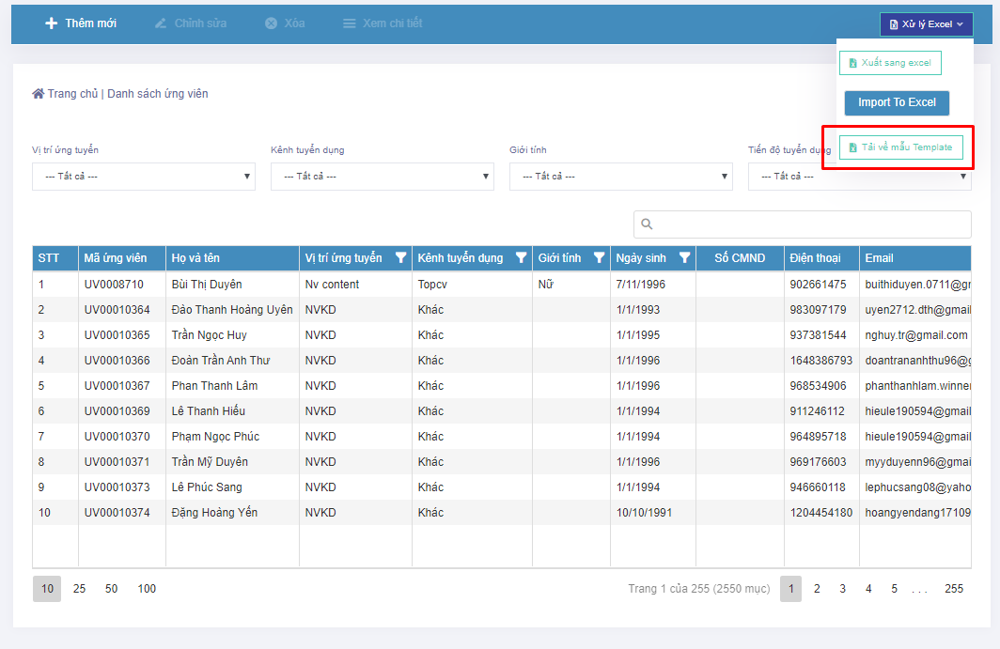 Thêm mới Chỉnh sửa Xóa Xem chi tiết Xử lý Excel
Xuất sang excel
Trang chủ | Danh sách ứng viên
Import To Excel
Vị trí ứng tuyển Kênh tuyển dụng Giới tính Tiến độ tuyển dụng Tải về mẫu Template
--- Tất cả --- --- Tất cả --- --- Tất cả --- --- Tất cả ---
STT Mã ứng viên Họ và tên Vị trí ứng tuyển Kênh tuyển dụng Giới tính Ngày sinh Số CMND Điện thoại Email
1 UV0008710 Bùi Thị Duyên Nv content Topcv Nữ 7/11/1996 902661475 buithiduyen.0711@gr
2 UV00010364 Đào Thanh Hoàng Uyên NVKD Khác 1/1/1993 983097179 uyen2712.dth@gmail
3 UV00010365 Trần Ngọc Huy NVKD Khác 1/1/1995 937381544 nghuy.tr@gmail.com
4 UV00010366 Đoàn Trần Anh Thư NVKD Khác 1/1/1996 1648386793 doantrananhthu96@g
5 UV00010367 Phan Thanh Lâm NVKD Khác 1/1/1996 968534906 phanthanhlam.winner
6 UV00010369 Lê Thanh Hiếu NVKD Khác 1/1/1994 911246112 hieule190594@gmail
7 UV00010370 Phạm Ngọc Phúc NVKD Khác 1/1/1994 964895718 hieule190594@gmail
8 UV00010371 Trần Mỹ Duyên NVKD Khác 1/1/1996 969176603 myyduyenn96@gmai
9 UV00010373 Lê Phúc Sang NVKD Khác 1/1/1994 946660118 lephucsang08@yaho
10 UV00010374 Đặng Hoàng Yến NVKD Khác 10/10/1991 1204454180 hoangyendang17109
10 25 50 100 Trang 1 của 255 (2550 mục) 1 2 3 4 5 ... 255